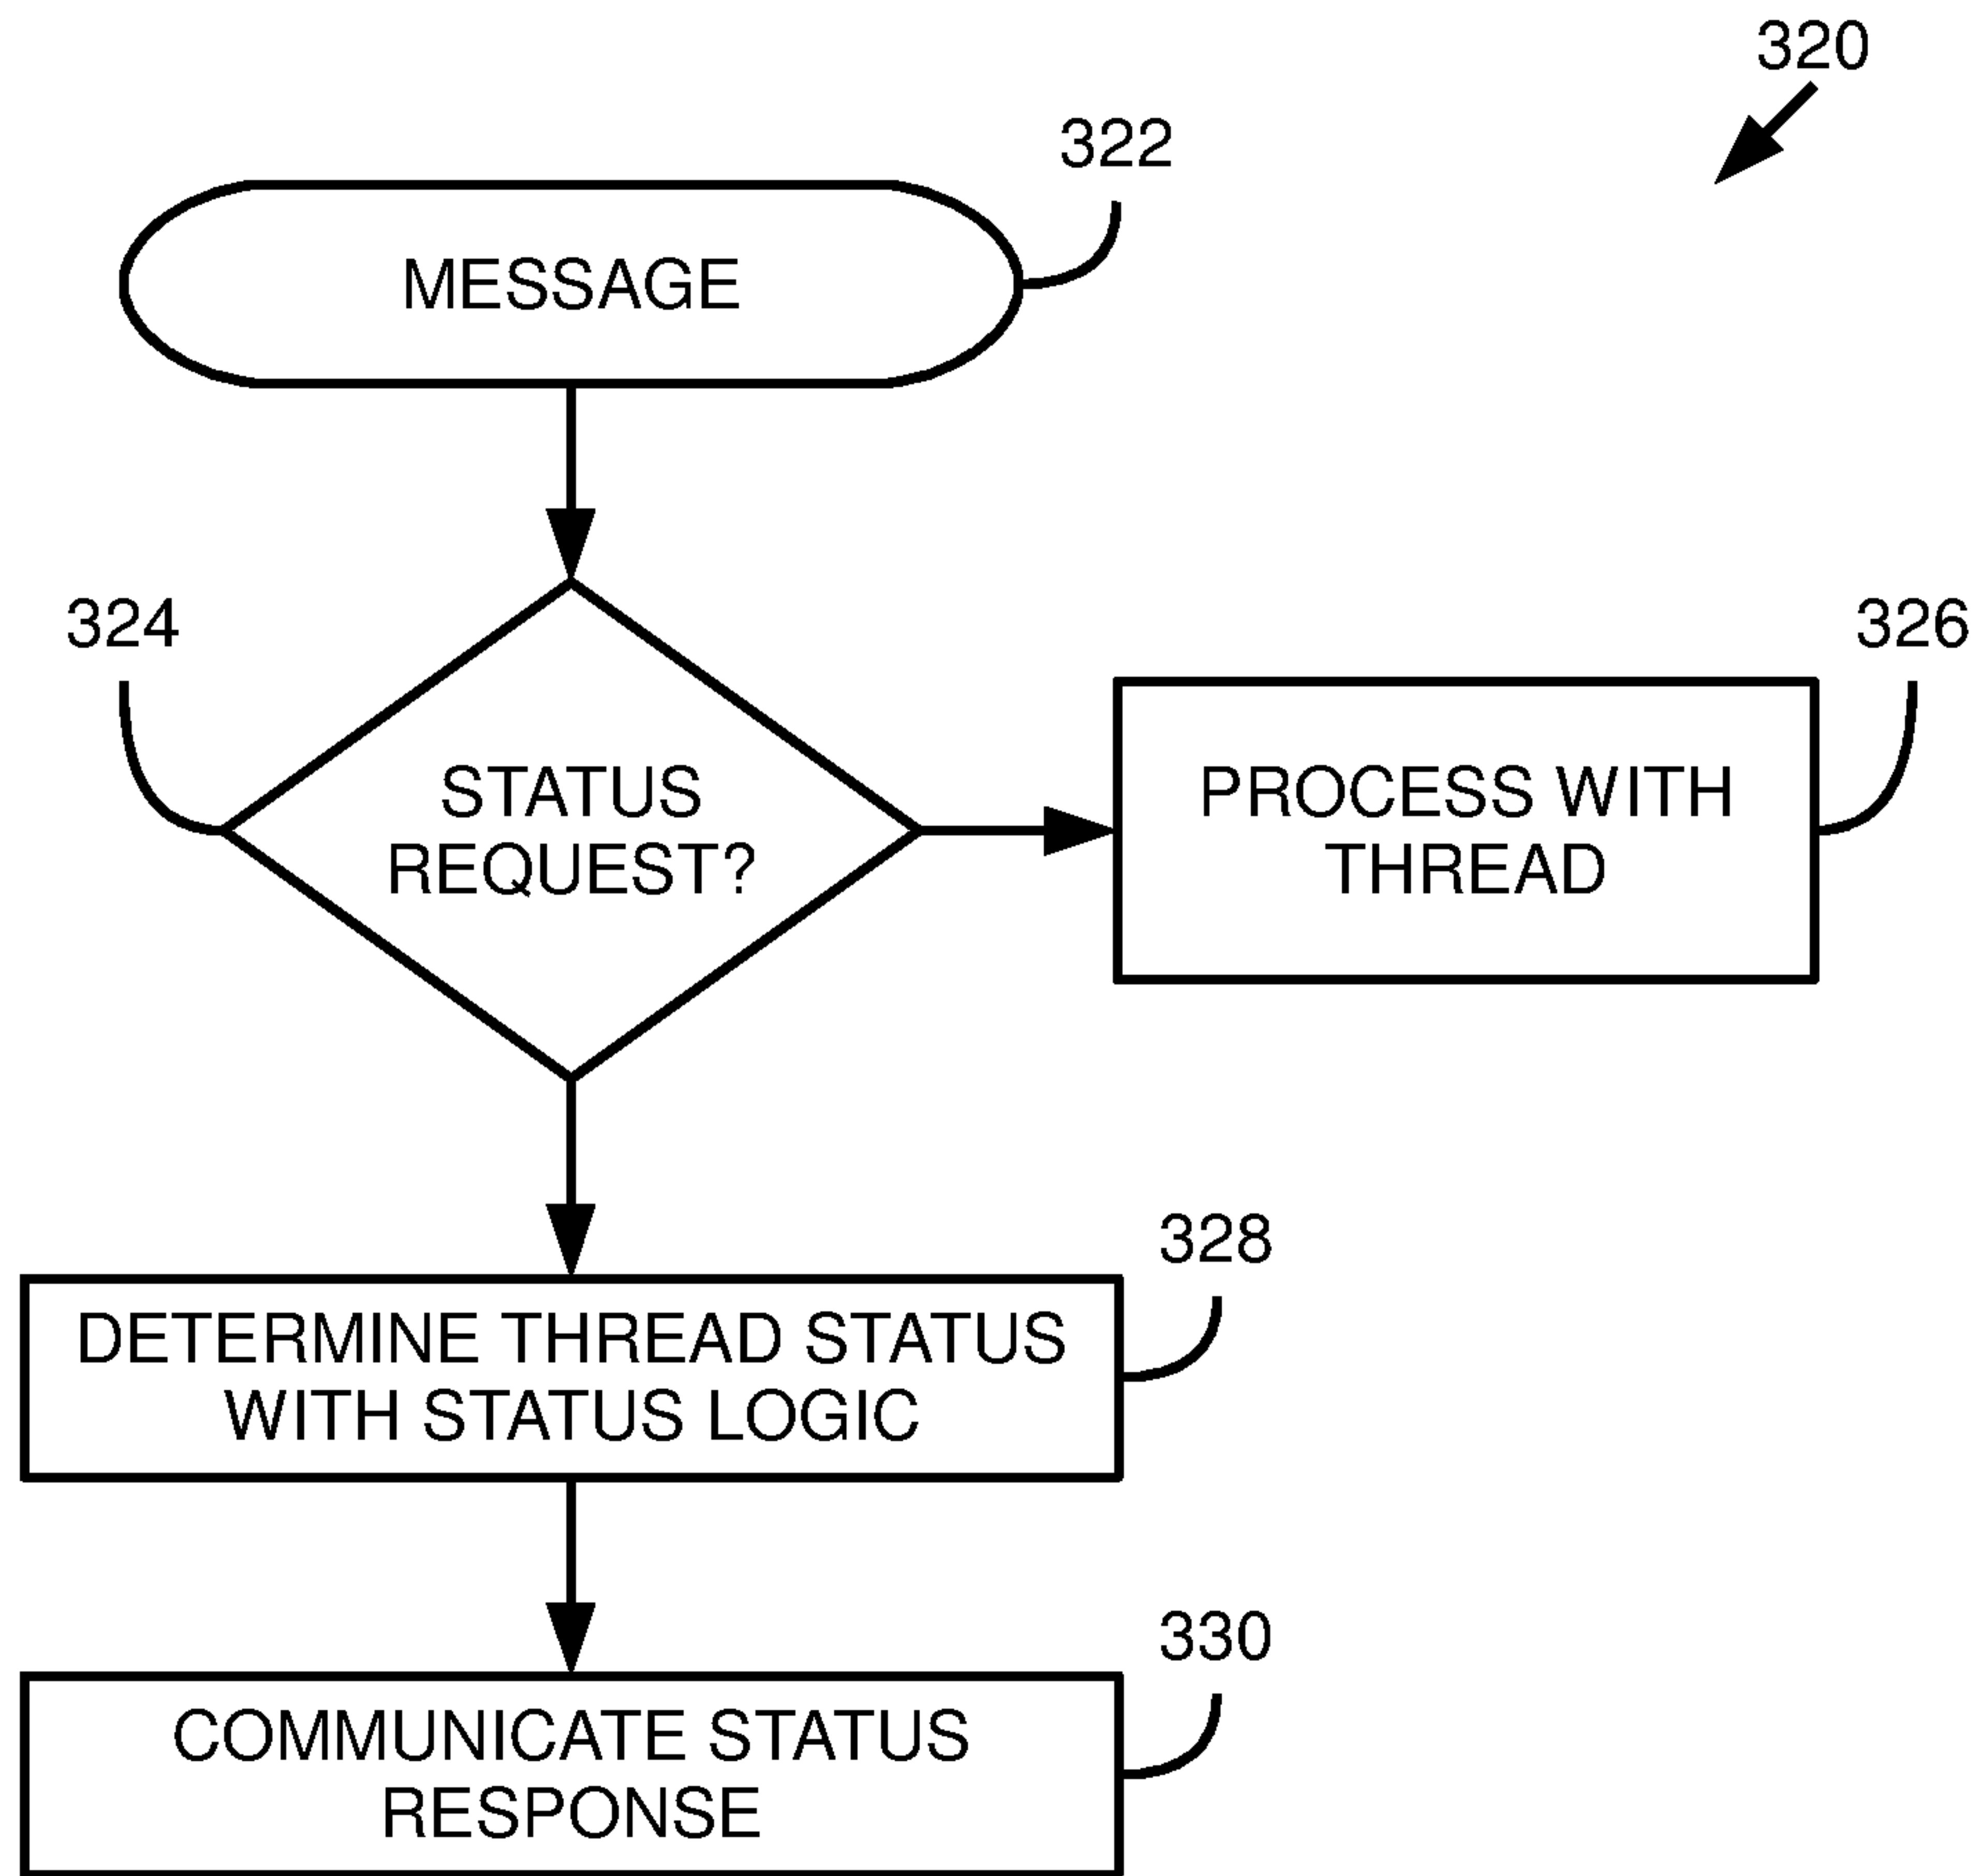 320
322
MESSAGE
324
326
STATUS
REQUEST?
PROCESS WITH
THREAD
328
DETERMINE THREAD STATUS
WITH STATUS LOGIC
330
COMMUNICATE STATUS
RESPONSE